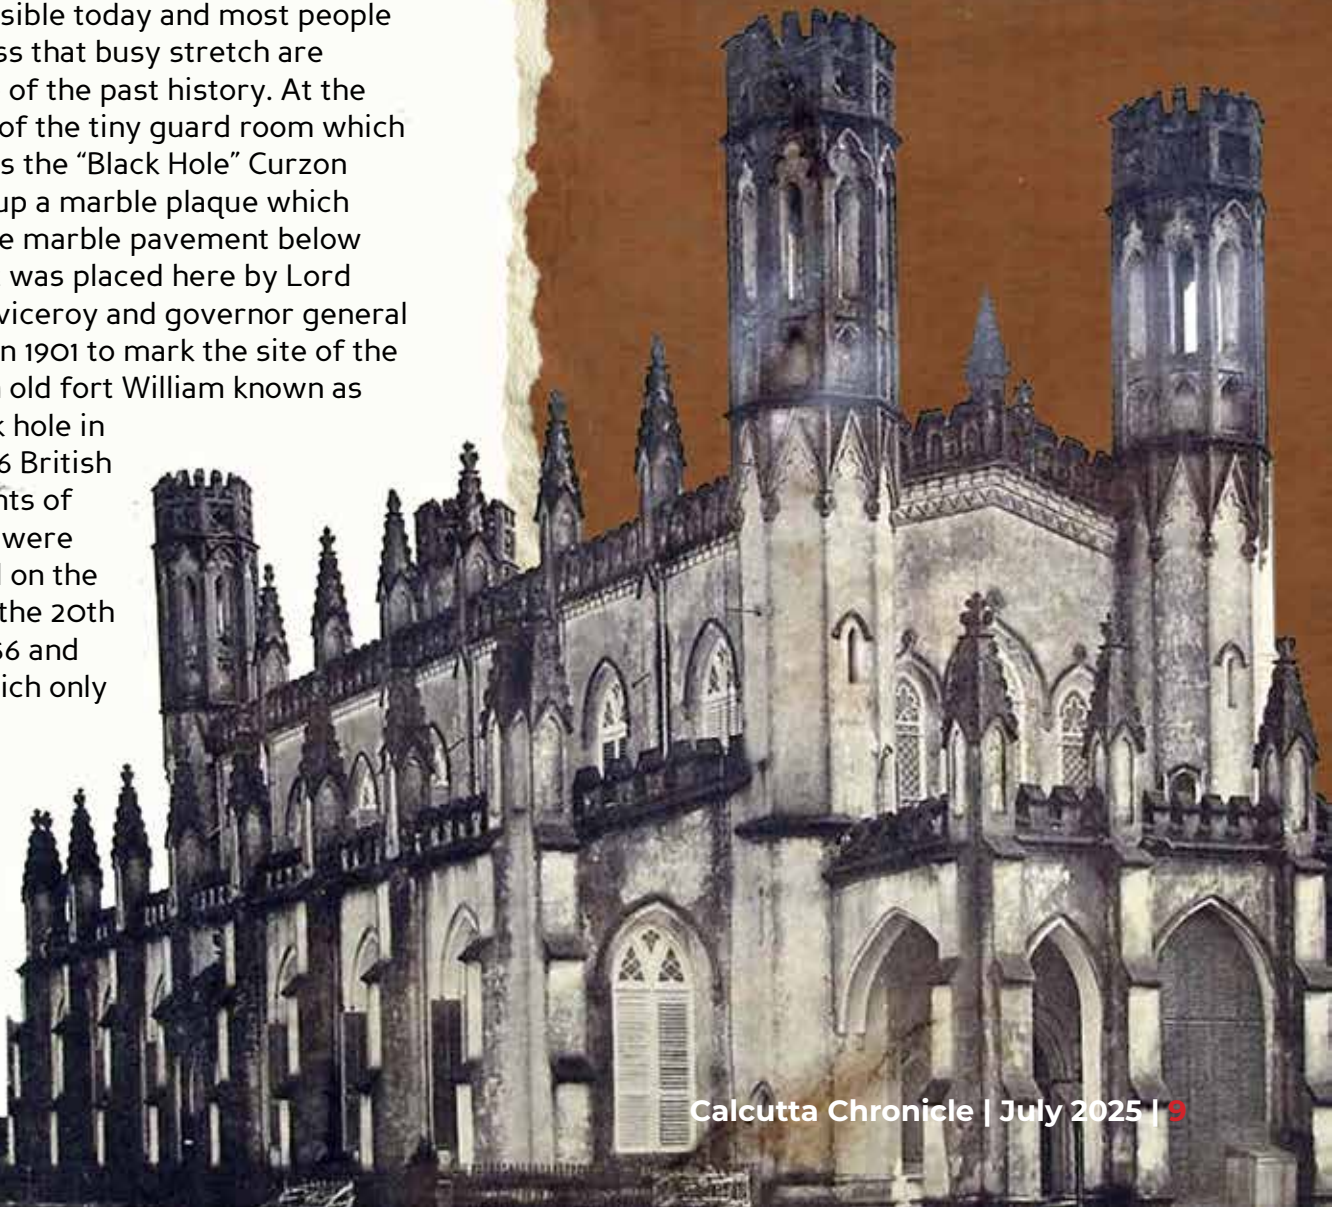 sible today and most people
ss that busy stretch are
of the past history. At the
of the tiny guard room which
s the “Black Hole” Curzon
up a marble plaque which
e marble pavement below
was placed here by Lord
viceroy and governor general
n 1901 to mark the site of the
old fort William known as
k hole in
6 British
nts of
were
on the
the 20th
56 and
ich only
Calcutta Chronicle | July 2025 | 9